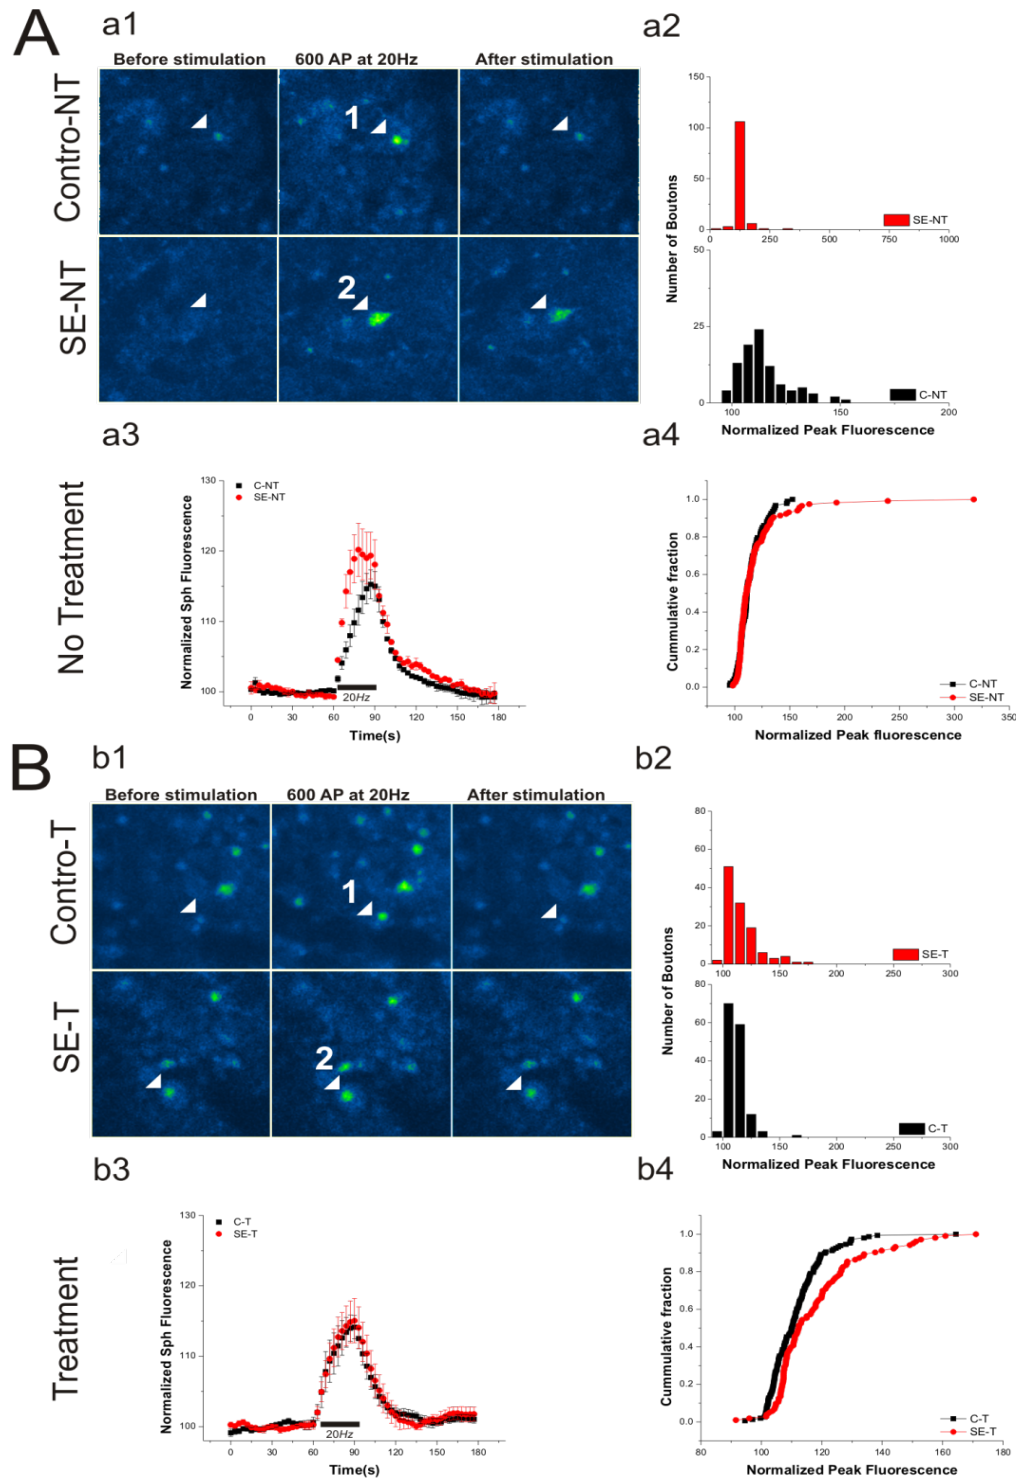 A
a1
a2
Before stimulation 600 AP at 20Hz After stimulation
Contro-NT
1
SE-NT
2
Number of Boutons
150
100
50
0
0 250 500 750 1000
SE-NT
50
25
0
100 150 200
C-NT
Normalized Peak Fluorescence
a3
a4
No Treatment
Normalized Sph Fluorescence
130
120
110
100
C-NT
SE-NT
20Hz
0 30 60 90 120 150 180
Time(s)
Cummulative fraction
1.0
0.8
0.6
0.4
0.2
0.0
C-NT
SE-NT
100 150 200 250 300 350
Normalized Peak fluorescence
B
b1
b2
Before stimulation 600 AP at 20Hz After stimulation
Contro-T
1
SE-T
2
Number of Boutons
80
60
40
20
0
100 150 200 250 300
SE-T
80
60
40
20
0
100 150 200 250 300
C-T
Normalized Peak Fluorescence
b3
b4
Treatment
Normalized Sph Fluorescence
130
120
110
100
C-T
SE-T
20Hz
0 30 60 90 120 150 180
Time(s)
Cummulative fraction
1.0
0.8
0.6
0.4
0.2
0.0
C-T
SE-T
80 100 120 140 160 180
Normalized Peak Fluorescence